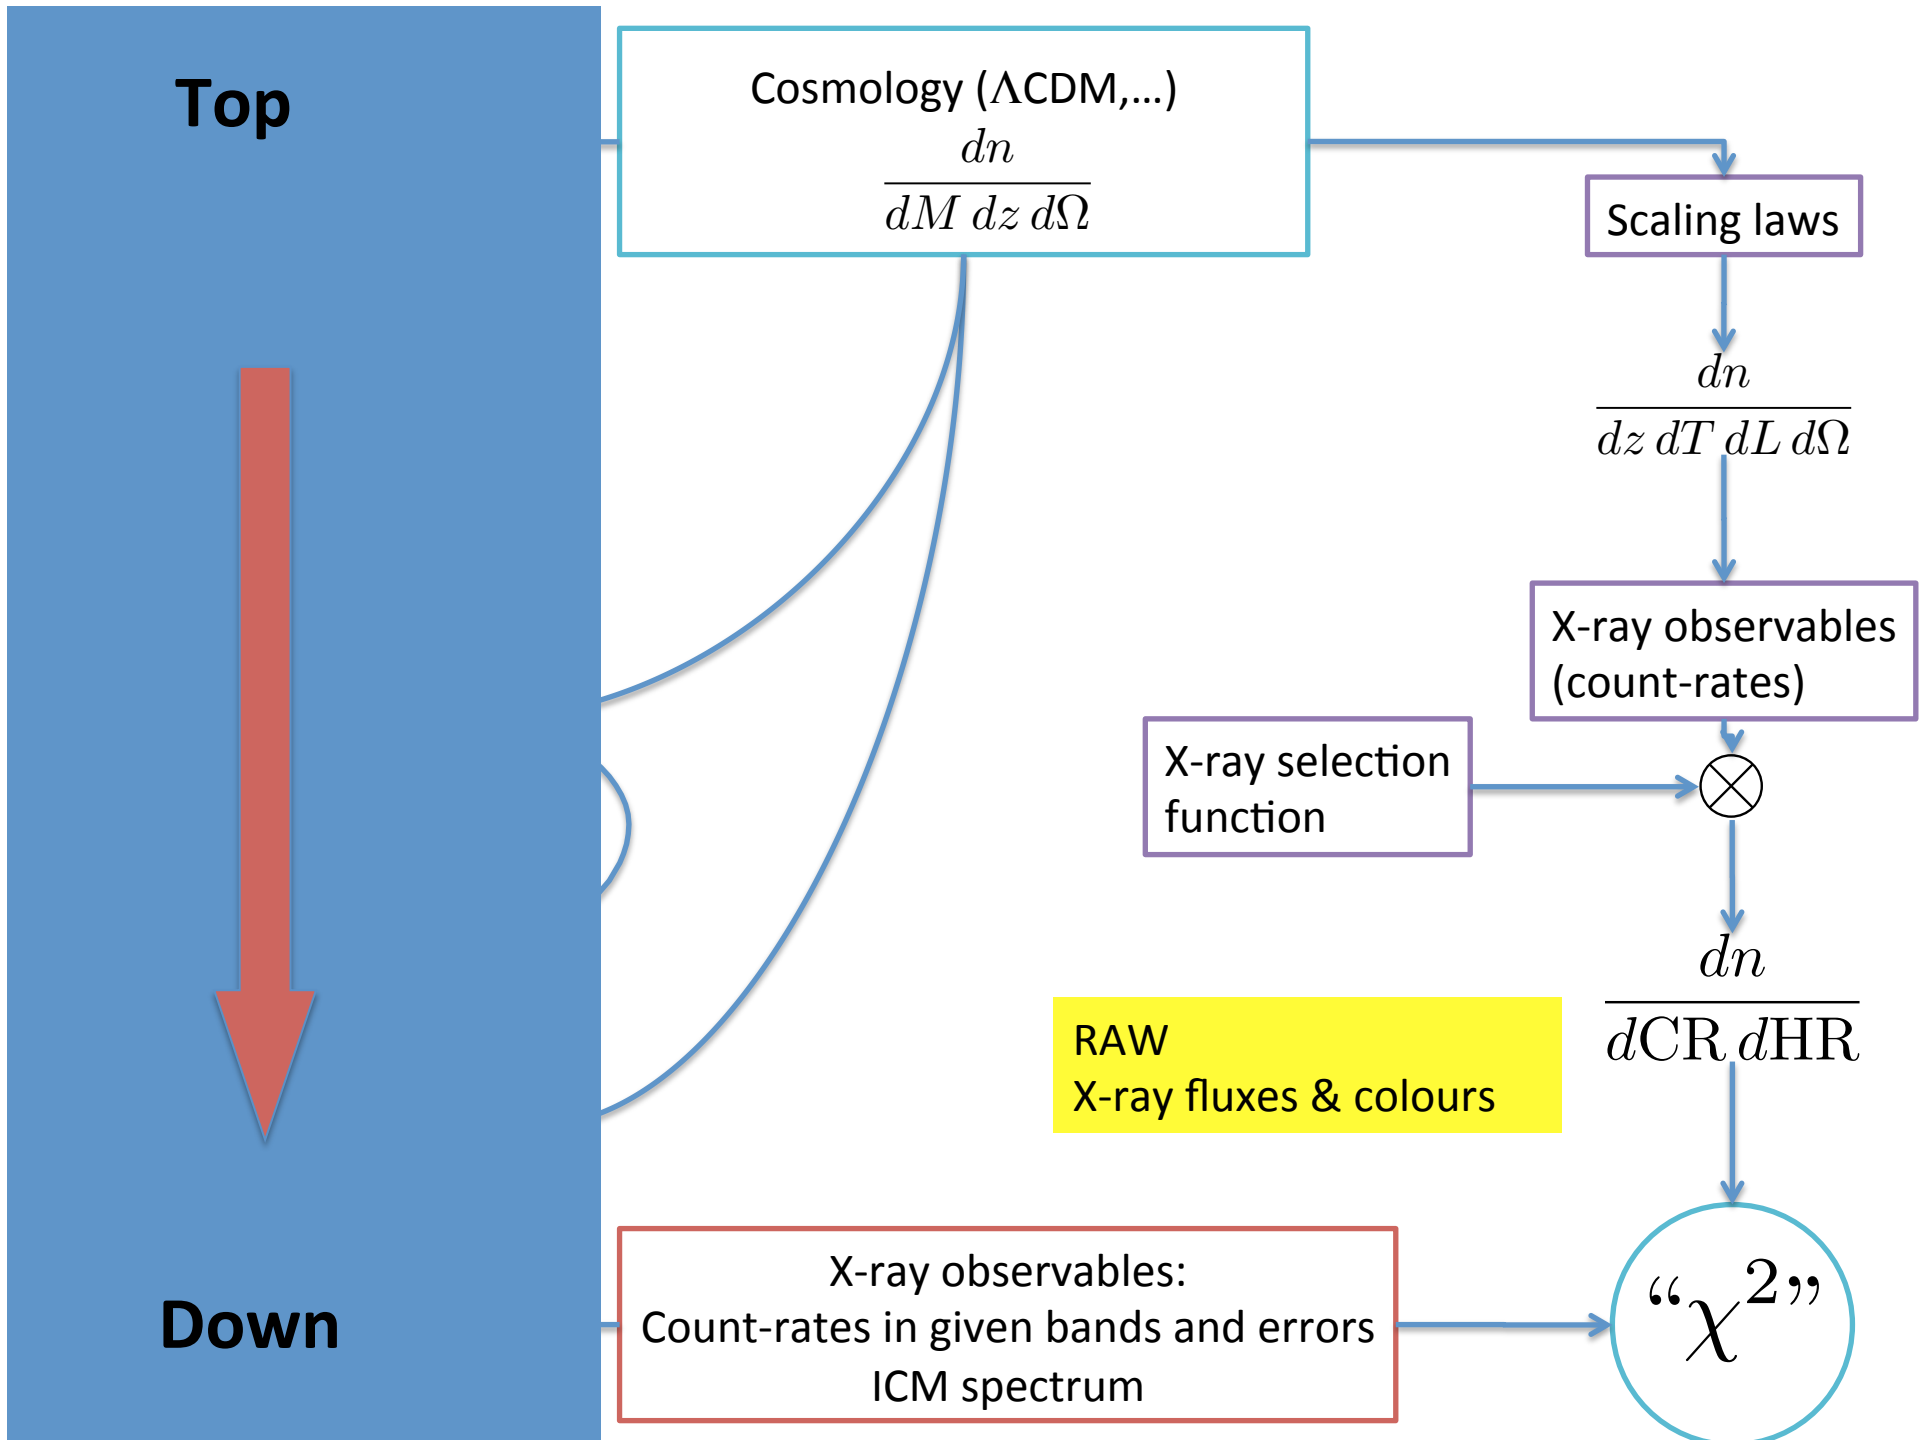 Top
Cosmology (ΛCDM,...)
dn
dM dz dΩ
Scaling laws
dn
dz dT dL dΩ
X-ray observables
(count-rates)
X-ray selection
function
dn
dCR dHR
RAW
X-ray fluxes & colours
Down
X-ray observables:
Count-rates in given bands and errors
ICM spectrum
“χ²”